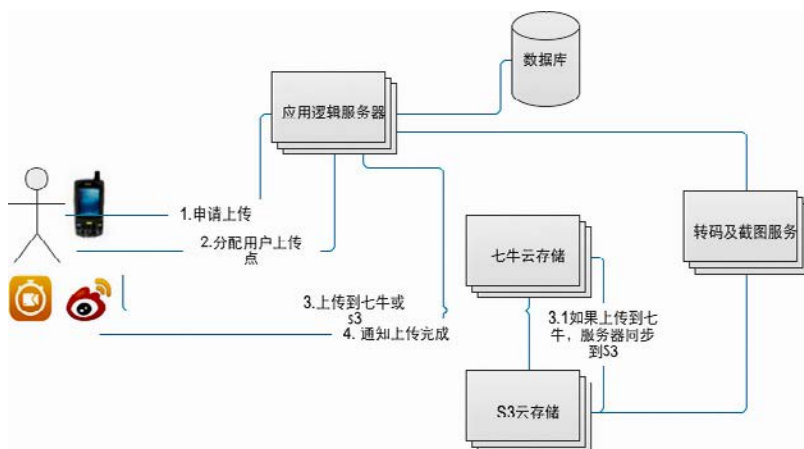 数据库
应用逻辑服务器
1.申请上传
2.分配用户上传
点
七牛云存储
转码及截图服务
3.上传到七牛或
s3
4. 通知上传完成
3.1如果上传到七
牛，服务器同步
到S3
S3云存储